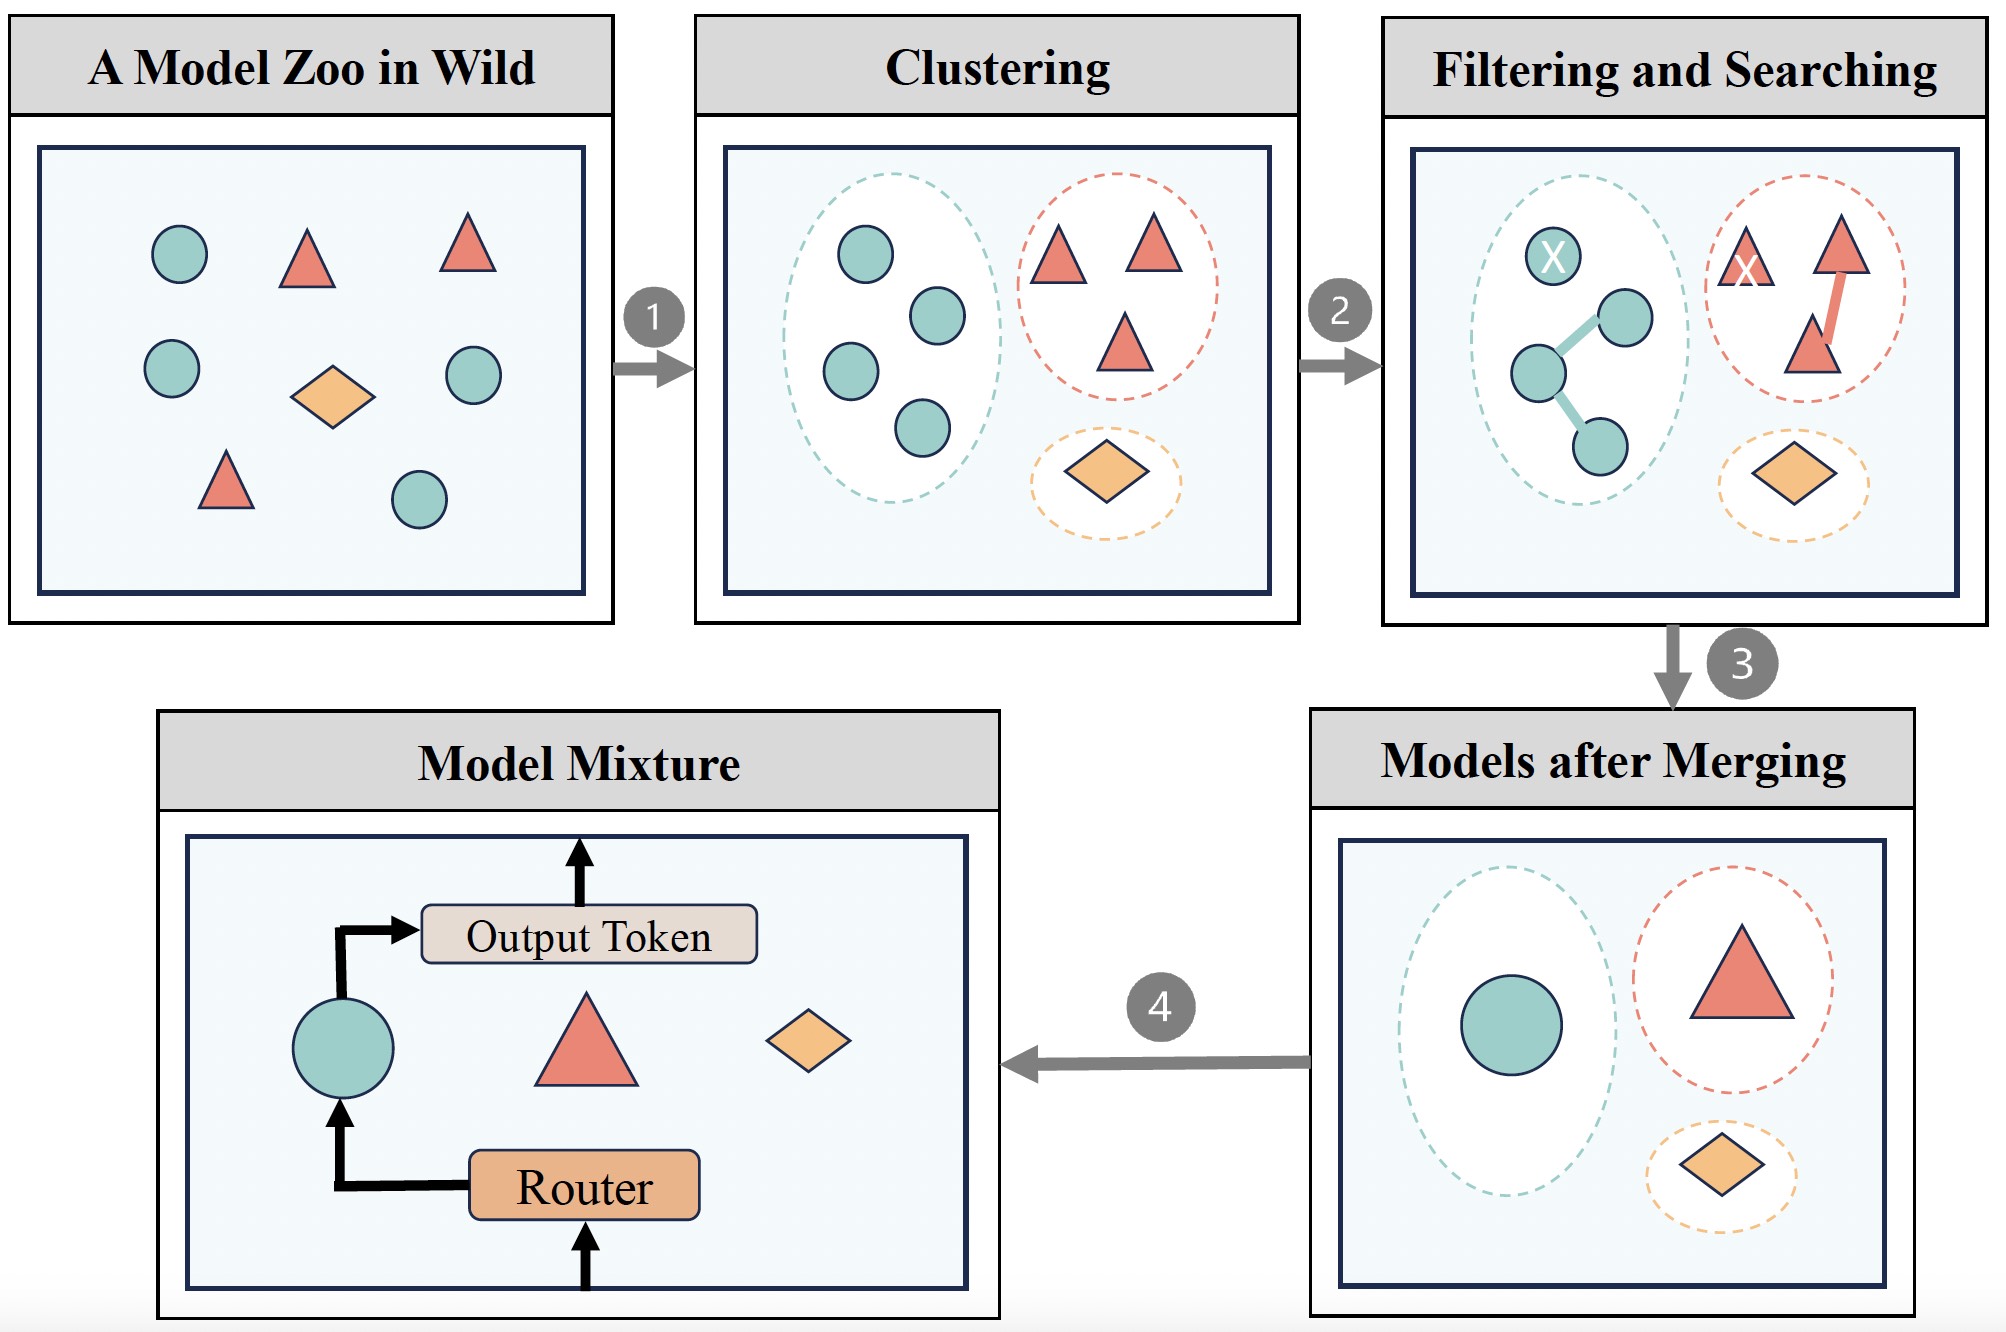 A Model Zoo in Wild
1
Clustering
2
Filtering and Searching
X
X
3
Models after Merging
4
Model Mixture
Output Token
Router